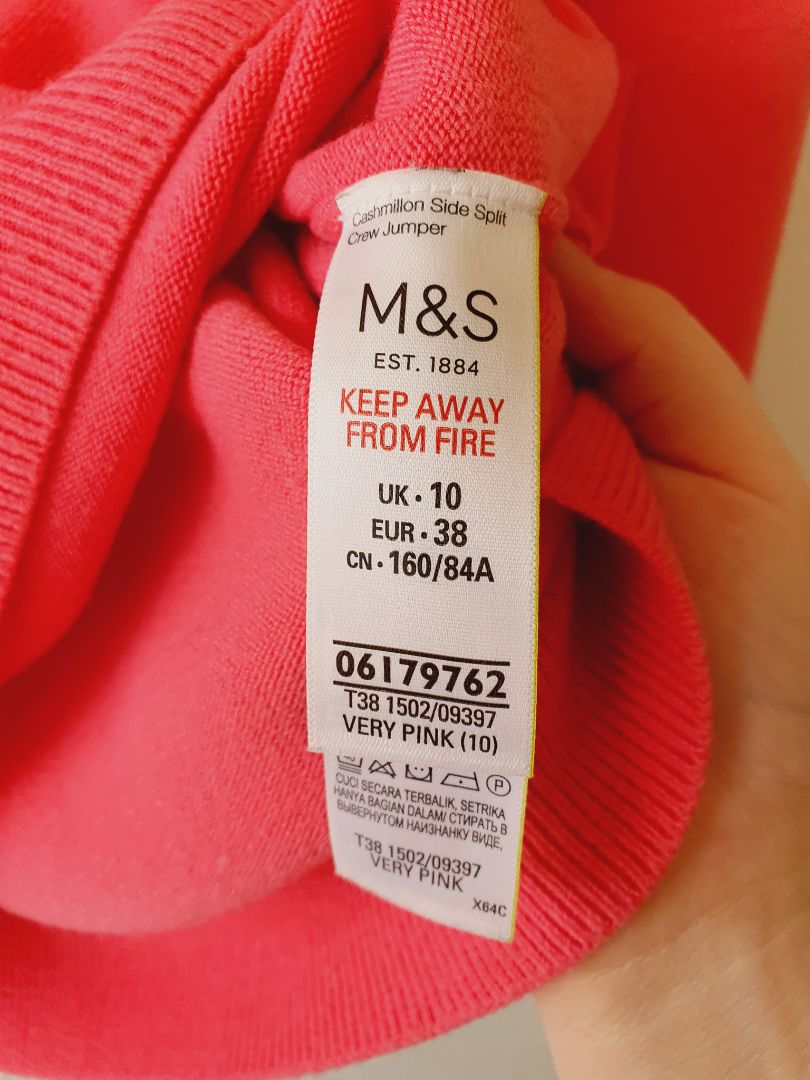 Cashmillon Side Split
Crew Jumper
M&S
EST. 1884
KEEP AWAY
FROM FIRE
UK • 10
EUR • 38
CN • 160/84A
06179762
T38 1502/09397
VERY PINK (10)
P
CUCI SECARA TERBALIK, SETRIKA
HANYA BAGIAN DALAM/ СТИРАТЬ В
ВЫВЕРНУТОМ НАИЗНАНКУ ВИДЕ,
T38 1502/09397
VERY PINK
X64C